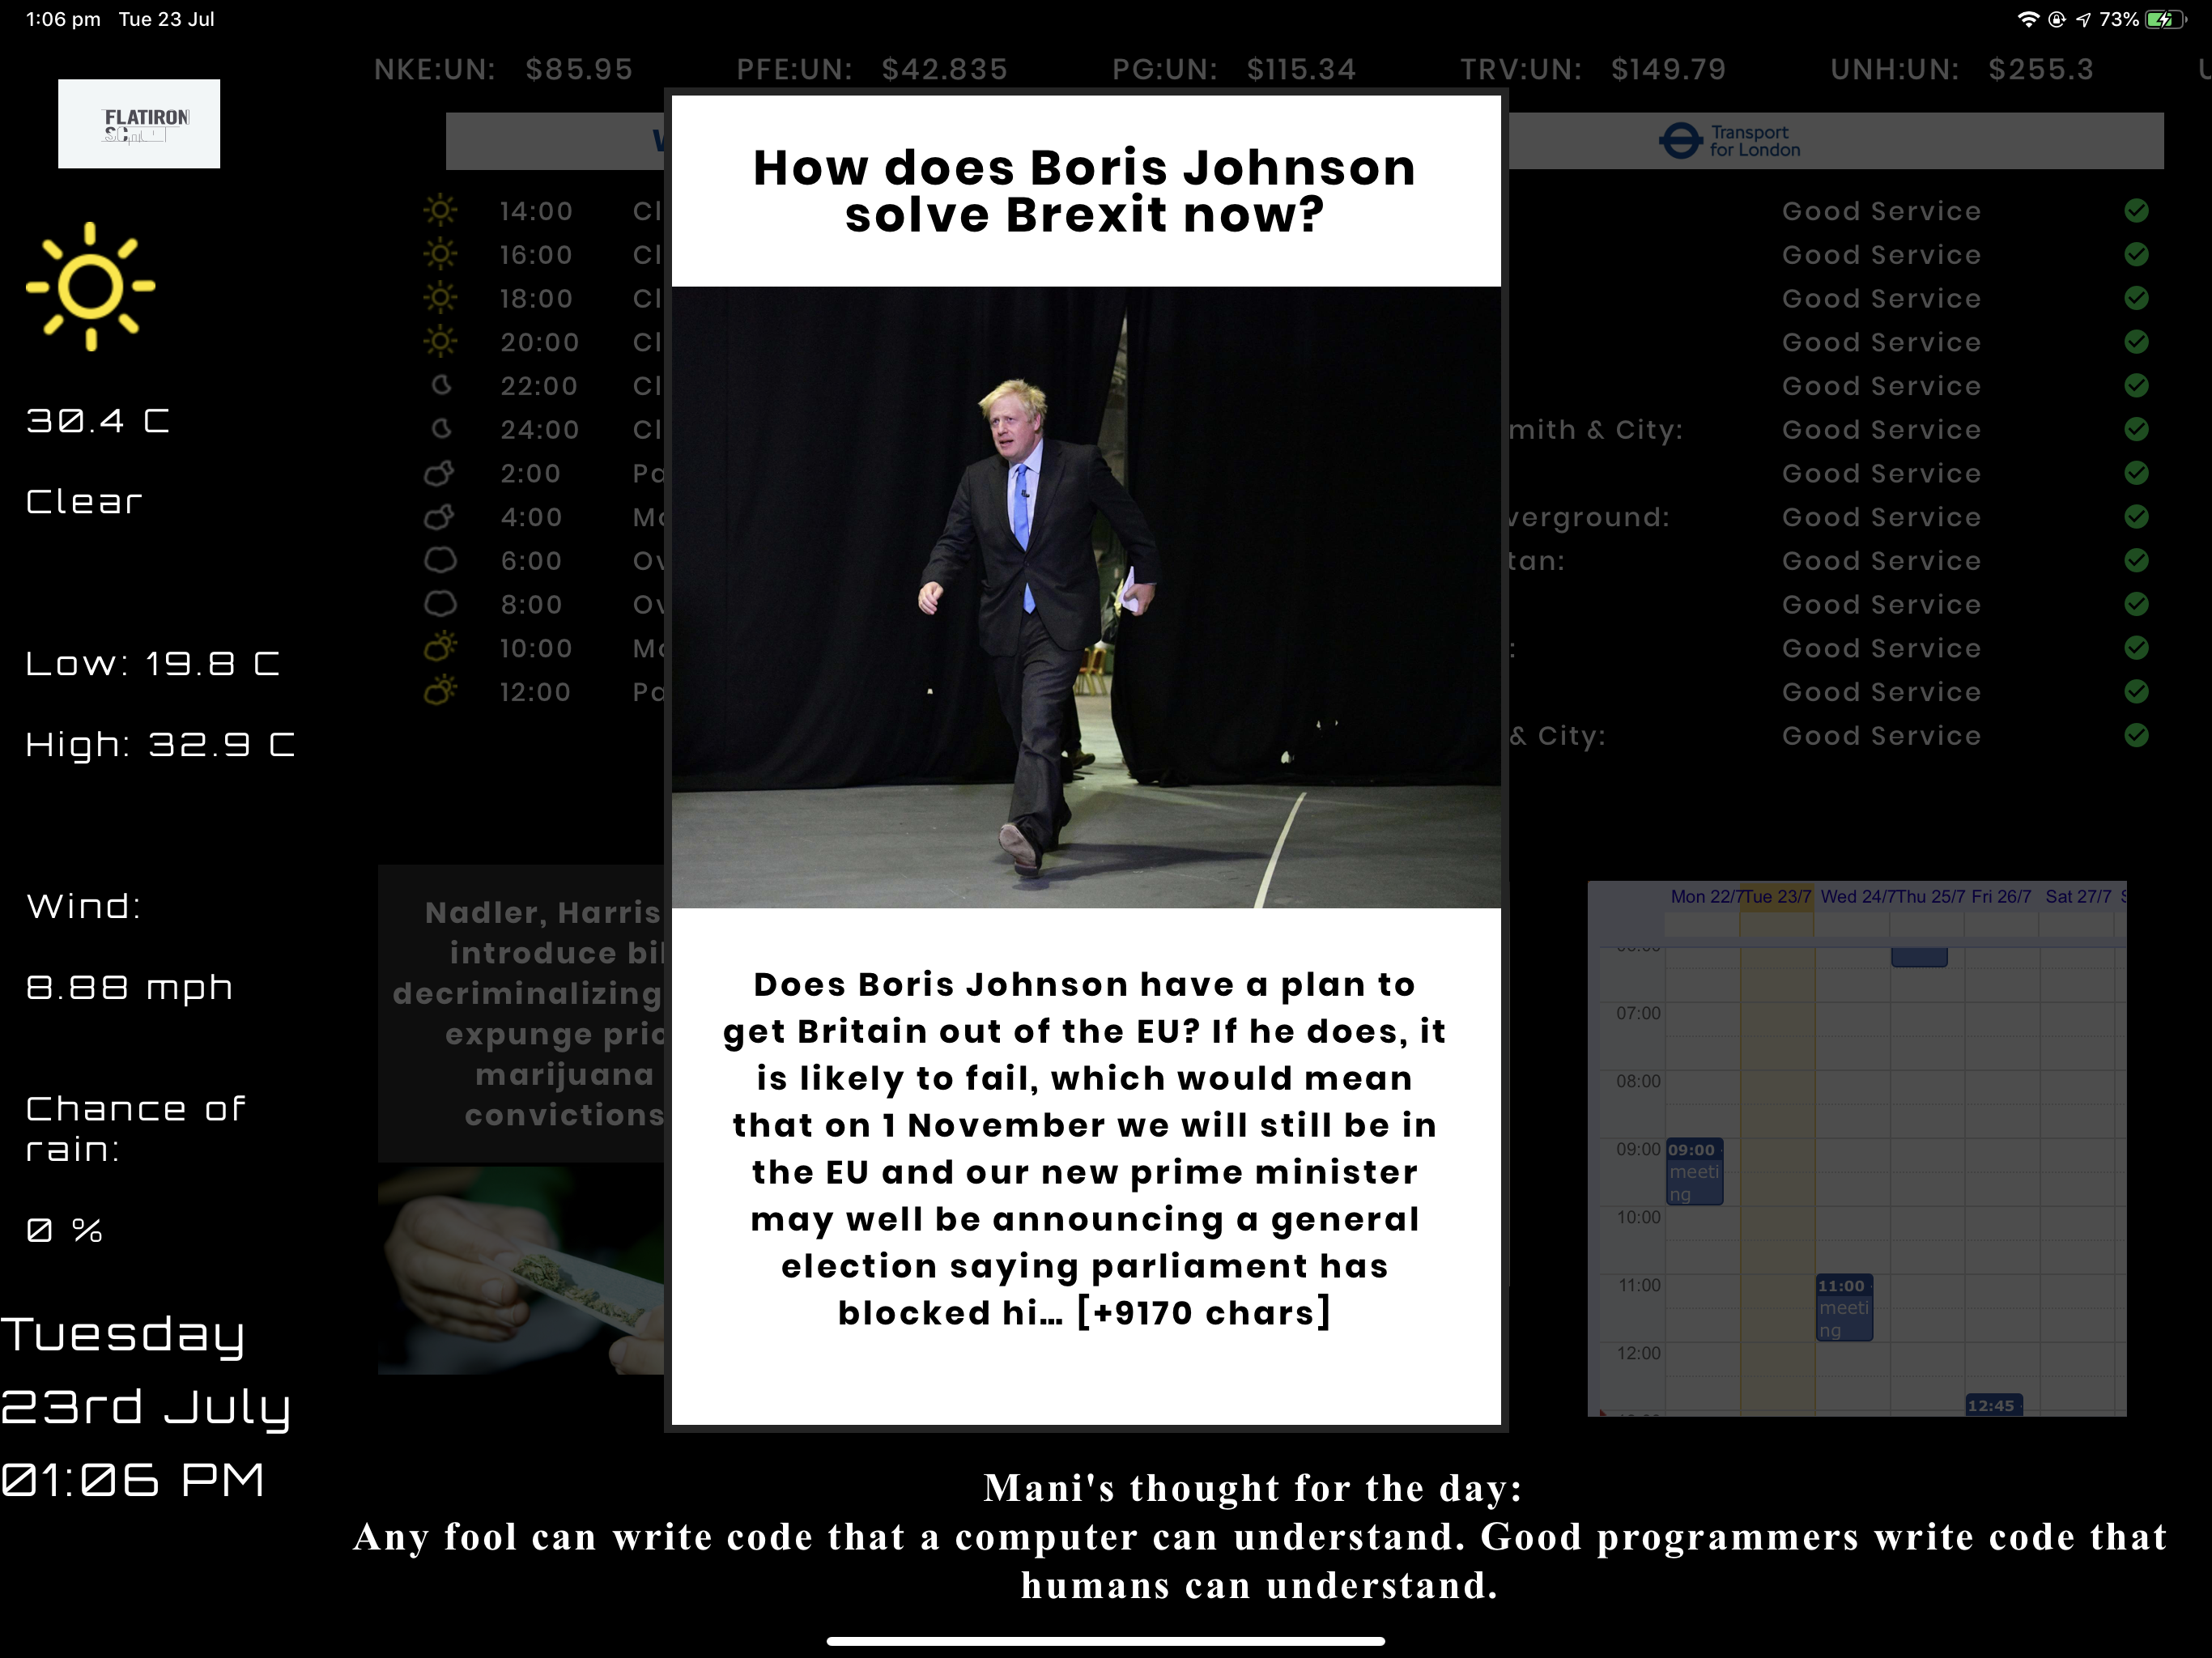 1:06 pm Tue 23 Jul
73%
NKE:UN: $85.95 PFE:UN: $42.835 PG:UN: $115.34 TRV:UN: $149.79 UNH:UN: $255.3
FLATIRON
Transport
for London
30.4 C
Clear
Low: 19.8 C
High: 32.9 C
Wind:
8.88 mph
Chance of
rain:
0 %
Tuesday
23rd July
01:06 PM
14:00 Cl
16:00 Cl
18:00 Cl
20:00 Cl
22:00 Cl
24:00 Cl
2:00 Pa
4:00 Mo
6:00 Ov
8:00 Ov
10:00 Mo
12:00 Pa
How does Boris Johnson
solve Brexit now?
Does Boris Johnson have a plan to
get Britain out of the EU? If he does, it
is likely to fail, which would mean
that on 1 November we will still be in
the EU and our new prime minister
may well be announcing a general
election saying parliament has
blocked hi… [+9170 chars]
Good Service
Good Service
Good Service
Good Service
Good Service
mith & City: Good Service
Good Service
verground: Good Service
tan: Good Service
Good Service
: Good Service
Good Service
& City: Good Service
Nadler, Harris
introduce bil
decriminalizing
expunge prio
marijuana
convictions
Mon 22/7 Tue 23/7 Wed 24/7 Thu 25/7 Fri 26/7 Sat 27/7
07:00
08:00
09:00 09:00
meeti
ng
10:00
11:00 11:00
meeti
ng
12:00
12:45
Mani's thought for the day:
Any fool can write code that a computer can understand. Good programmers write code that
humans can understand.